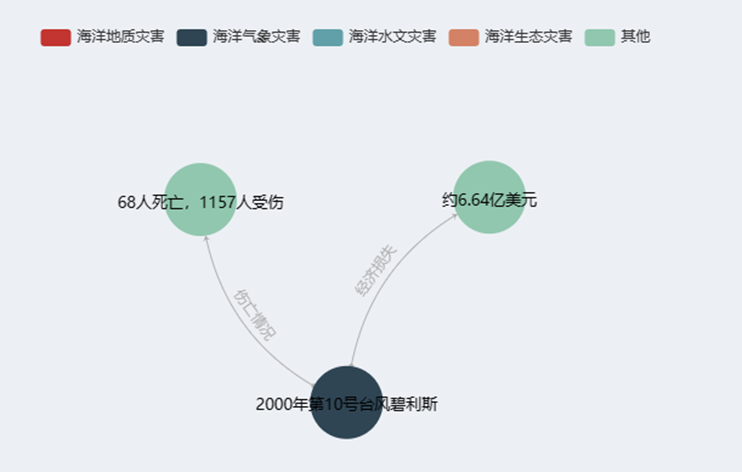 海洋地质灾害
海洋气象灾害
海洋水文灾害
海洋生态灾害
其他
68人死亡，1157人受伤
约6.64亿美元
伤亡情况
经济损失
2000年第10号台风碧利斯